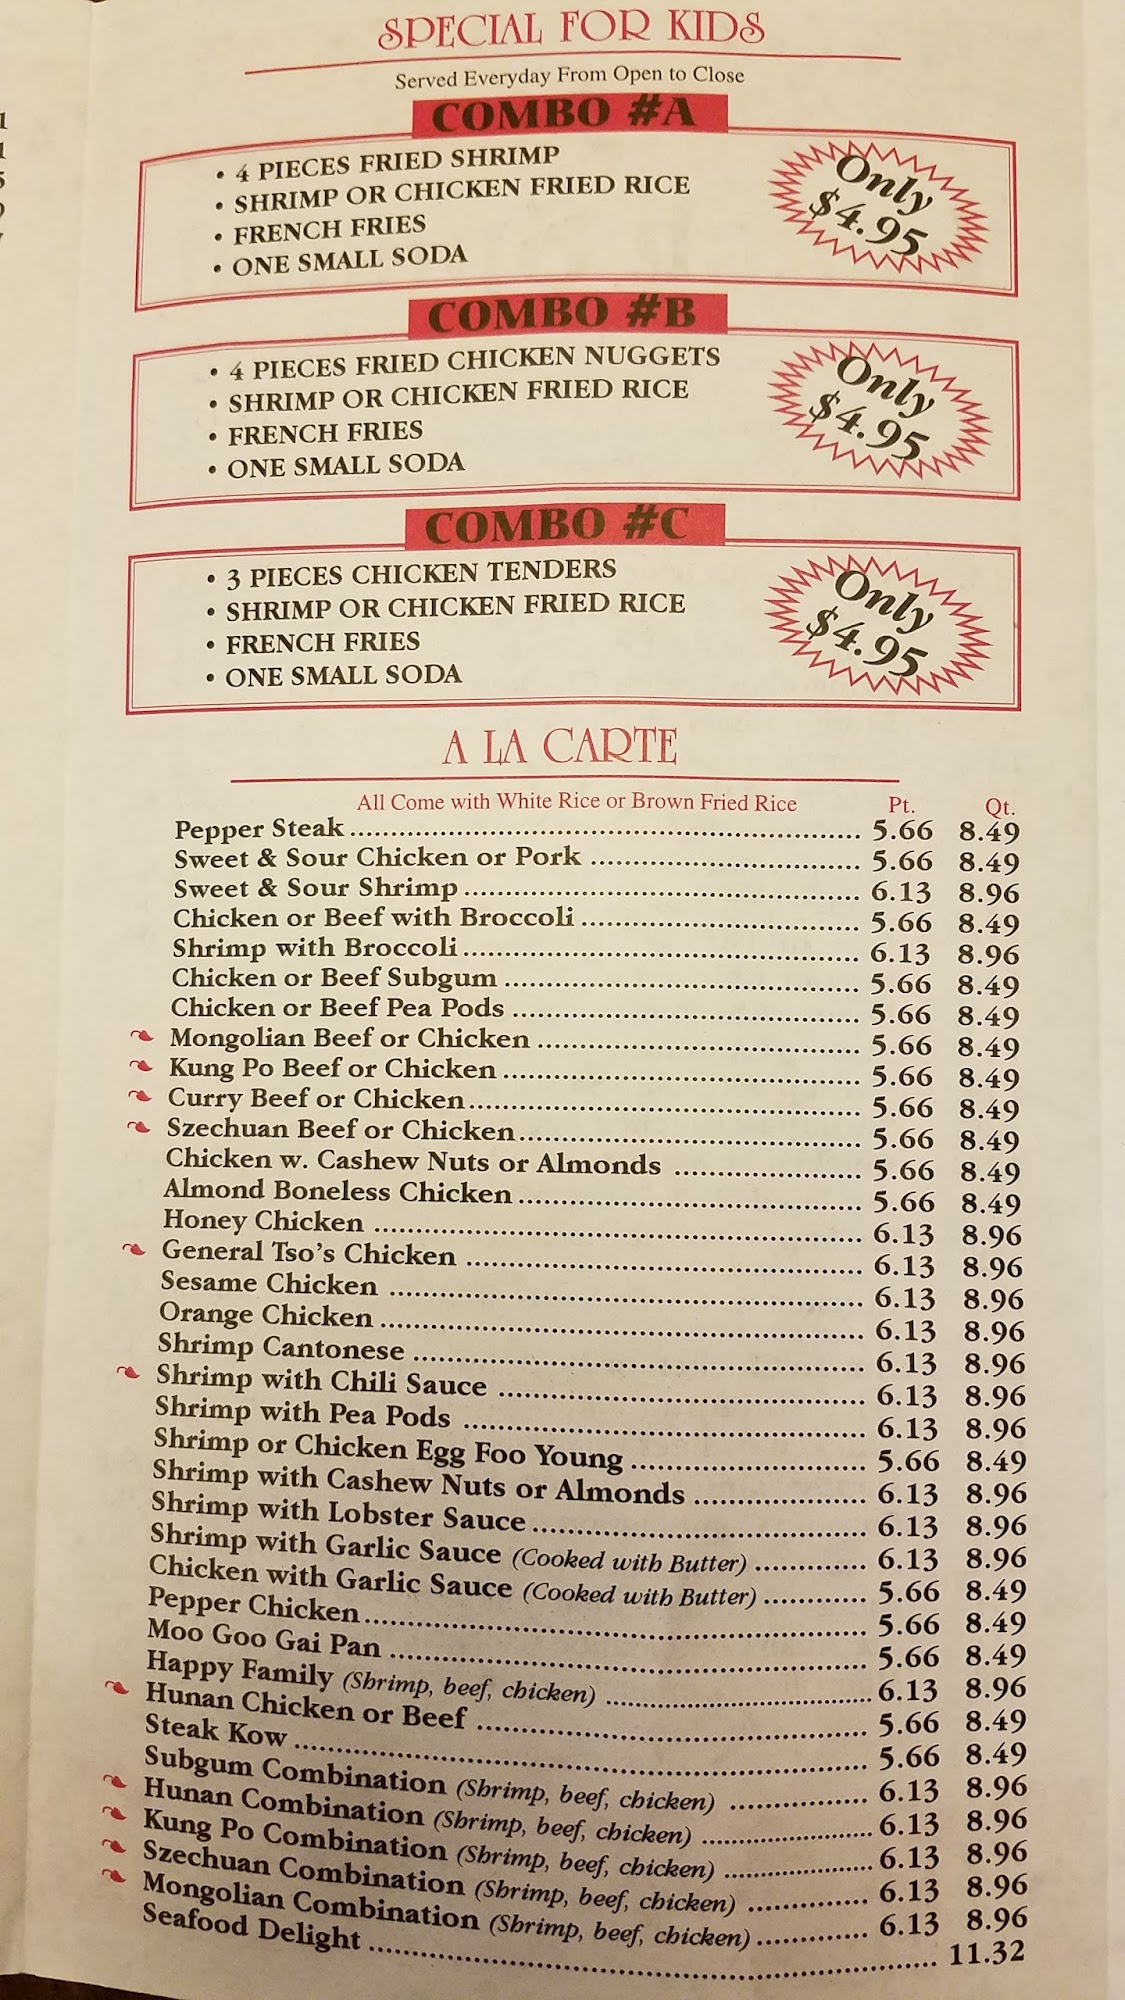 SPECIAL FOR KIDS
Served Everyday From Open to Close
COMBO #A
• 4 PIECES FRIED SHRIMP
• SHRIMP OR CHICKEN FRIED RICE
• FRENCH FRIES
• ONE SMALL SODA
Only
$4.95
COMBO #B
• 4 PIECES FRIED CHICKEN NUGGETS
• SHRIMP OR CHICKEN FRIED RICE
• FRENCH FRIES
• ONE SMALL SODA
Only
$4.95
COMBO #C
• 3 PIECES CHICKEN TENDERS
• SHRIMP OR CHICKEN FRIED RICE
• FRENCH FRIES
• ONE SMALL SODA
Only
$4.95
A LA CARTE
All Come with White Rice or Brown Fried Rice Pt. Qt.
Pepper Steak 5.66 8.49
Sweet & Sour Chicken or Pork 5.66 8.49
Sweet & Sour Shrimp 6.13 8.96
Chicken or Beef with Broccoli 5.66 8.49
Shrimp with Broccoli 6.13 8.96
Chicken or Beef Subgum 5.66 8.49
Chicken or Beef Pea Pods 5.66 8.49
Mongolian Beef or Chicken 5.66 8.49
Kung Po Beef or Chicken 5.66 8.49
Curry Beef or Chicken 5.66 8.49
Szechuan Beef or Chicken 5.66 8.49
Chicken w. Cashew Nuts or Almonds 5.66 8.49
Almond Boneless Chicken 5.66 8.49
Honey Chicken 6.13 8.96
General Tso's Chicken 6.13 8.96
Sesame Chicken 6.13 8.96
Orange Chicken 6.13 8.96
Shrimp Cantonese 6.13 8.96
Shrimp with Chili Sauce 6.13 8.96
Shrimp with Pea Pods 6.13 8.96
Shrimp or Chicken Egg Foo Young 5.66 8.49
Shrimp with Cashew Nuts or Almonds 6.13 8.96
Shrimp with Lobster Sauce 6.13 8.96
Shrimp with Garlic Sauce (Cooked with Butter) 6.13 8.96
Chicken with Garlic Sauce (Cooked with Butter) 5.66 8.49
Pepper Chicken 5.66 8.49
Moo Goo Gai Pan 5.66 8.49
Happy Family (Shrimp, beef, chicken) 6.13 8.96
Hunan Chicken or Beef 5.66 8.49
Steak Kow 5.66 8.49
Subgum Combination (Shrimp, beef, chicken) 6.13 8.96
Hunan Combination (Shrimp, beef, chicken) 6.13 8.96
Kung Po Combination (Shrimp, beef, chicken) 6.13 8.96
Szechuan Combination (Shrimp, beef, chicken) 6.13 8.96
Mongolian Combination (Shrimp, beef, chicken) 6.13 8.96
Seafood Delight 11.32